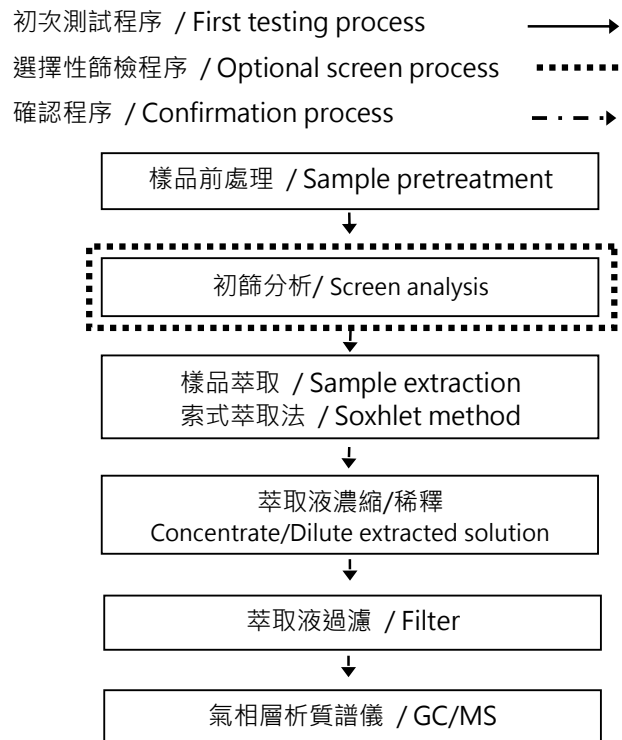 初次測試程序 / First testing process
選擇性篩檢程序 / Optional screen process
確認程序 / Confirmation process
樣品前處理 / Sample pretreatment
初篩分析/ Screen analysis
樣品萃取 / Sample extraction
索式萃取法 / Soxhlet method
萃取液濃縮/稀釋
Concentrate/Dilute extracted solution
萃取液過濾 / Filter
氣相層析質譜儀 / GC/MS